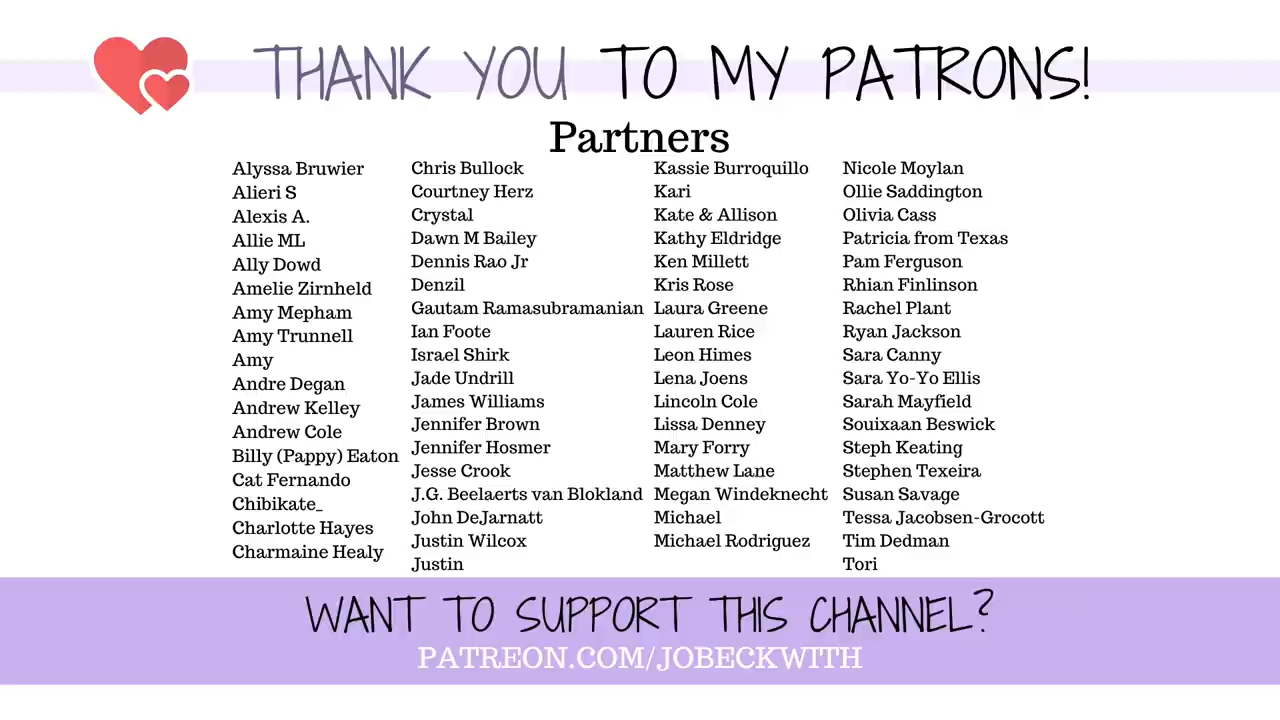 THANK YOU TO MY PATRONS!
Partners
Alyssa Bruwier
Alieri S
Alexis A.
Allie ML
Ally Dowd
Amelie Zirnheld
Amy Mepham
Amy Trunnell
Amy
Andre Degan
Andrew Kelley
Andrew Cole
Billy (Pappy) Eaton
Cat Fernando
Chibikate_
Charlotte Hayes
Charmaine Healy
Chris Bullock
Courtney Herz
Crystal
Dawn M Bailey
Dennis Rao Jr
Denzil
Gautam Ramasubramanian
Ian Foote
Israel Shirk
Jade Undrill
James Williams
Jennifer Brown
Jennifer Hosmer
Jesse Crook
J.G. Beelaerts van Blokland
John DeJarnatt
Justin Wilcox
Justin
Kassie Burroquillo
Kari
Kate & Allison
Kathy Eldridge
Ken Millett
Kris Rose
Laura Greene
Lauren Rice
Leon Himes
Lena Joens
Lincoln Cole
Lissa Denney
Mary Forry
Matthew Lane
Megan Windeknecht
Michael
Michael Rodriguez
Nicole Moylan
Ollie Saddington
Olivia Cass
Patricia from Texas
Pam Ferguson
Rhian Finlinson
Rachel Plant
Ryan Jackson
Sara Canny
Sara Yo-Yo Ellis
Sarah Mayfield
Souixaan Beswick
Steph Keating
Stephen Texeira
Susan Savage
Tessa Jacobsen-Grocott
Tim Dedman
Tori
WANT TO SUPPORT THIS CHANNEL?
PATREON.COM/JOBECKWITH